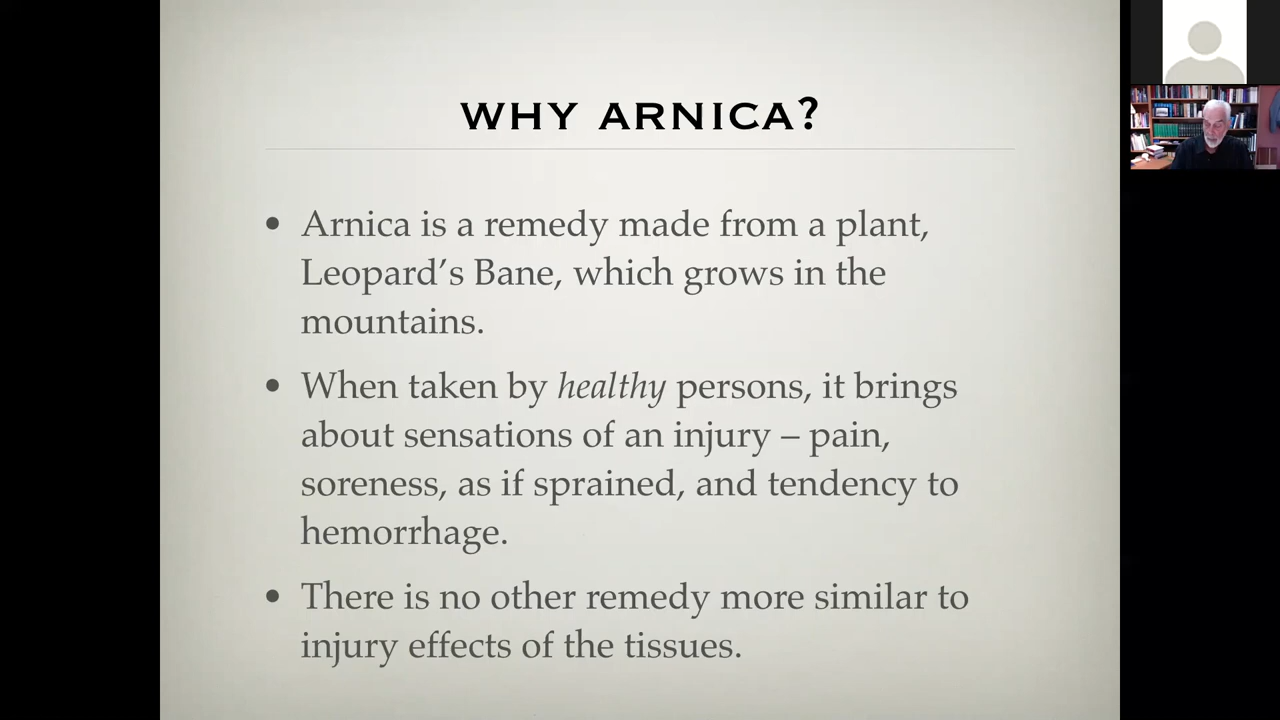 WHY ARNICA?
• Arnica is a remedy made from a plant,
Leopard’s Bane, which grows in the
mountains.
• When taken by healthy persons, it brings
about sensations of an injury – pain,
soreness, as if sprained, and tendency to
hemorrhage.
• There is no other remedy more similar to
injury effects of the tissues.